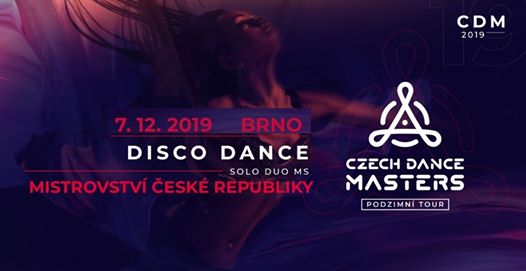 CDM
2019
7. 12. 2019 BRNO
DISCO DANCE
SOLO DUO MS
MISTROVSTVÍ ČESKÉ REPUBLIKY
CZECH DANCE
MASTERS
PODZIMNÍ TOUR
19